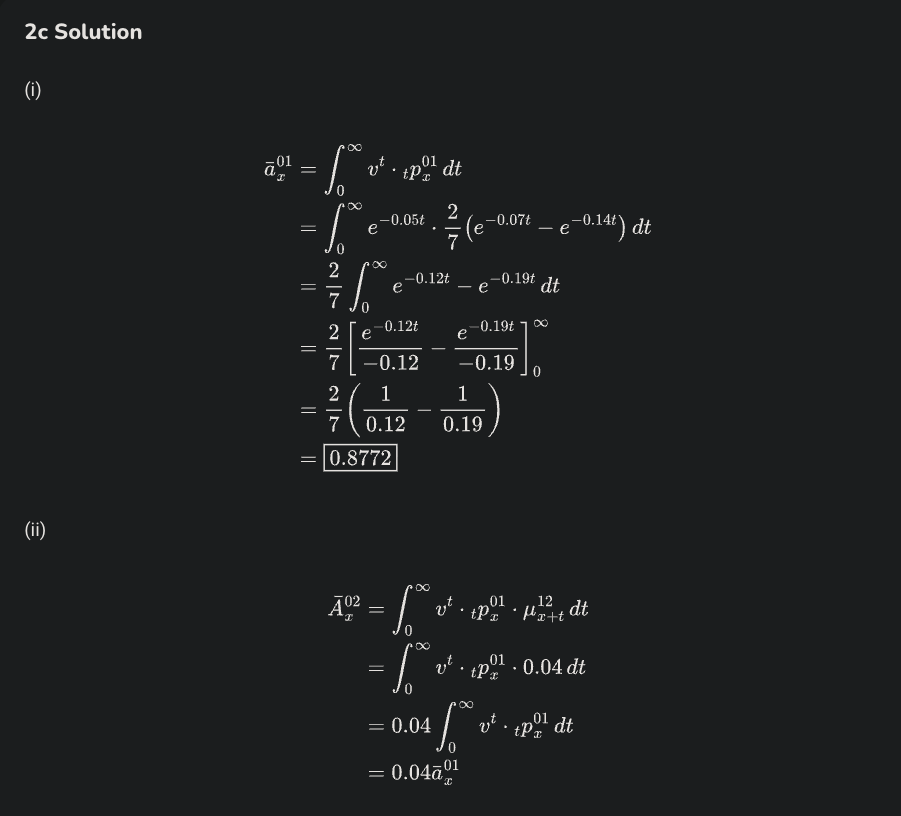 2c Solution
(i)
ā_x^{01} = ∫_0^∞ v^t · _tp_x^{01} dt
= ∫_0^∞ e^{-0.05t} · 2/7 (e^{-0.07t} − e^{-0.14t}) dt
= 2/7 ∫_0^∞ e^{-0.12t} − e^{-0.19t} dt
= 2/7 [e^{-0.12t}/−0.12 − e^{-0.19t}/−0.19]_0^∞
= 2/7 (1/0.12 − 1/0.19)
= 0.8772
(ii)
Ā_x^{02} = ∫_0^∞ v^t · _tp_x^{01} · μ_{x+t}^{12} dt
= ∫_0^∞ v^t · _tp_x^{01} · 0.04 dt
= 0.04 ∫_0^∞ v^t · _tp_x^{01} dt
= 0.04ā_x^{01}